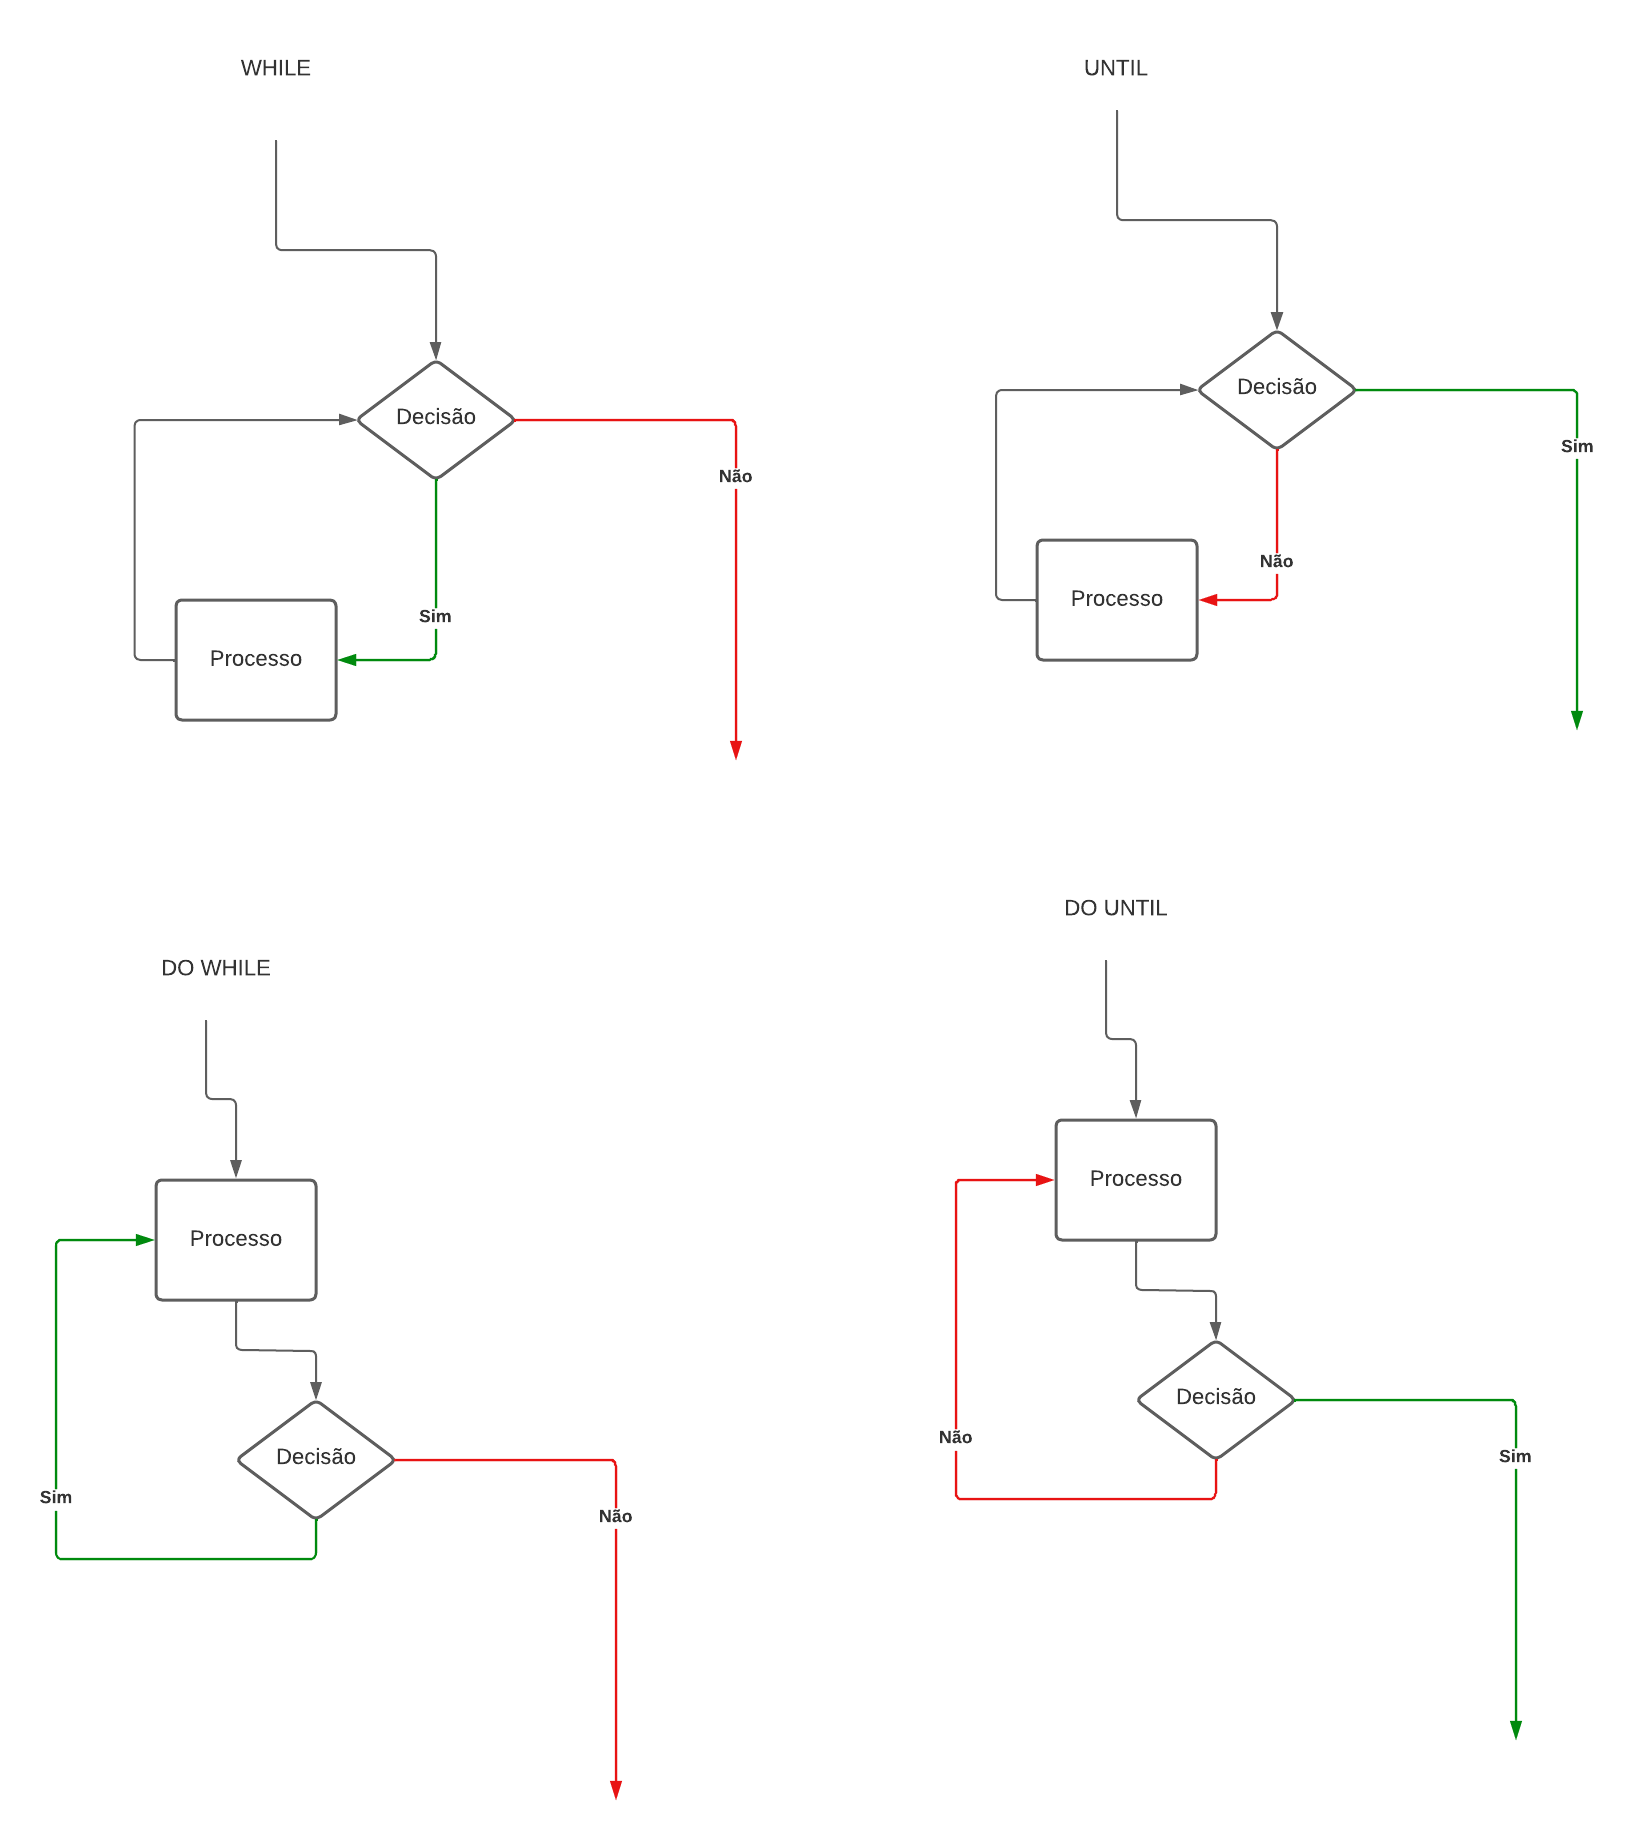 WHILE
Decisão
Não
Sim
Processo
UNTIL
Decisão
Sim
Não
Processo
DO WHILE
Processo
Decisão
Sim
Não
DO UNTIL
Processo
Decisão
Não
Sim